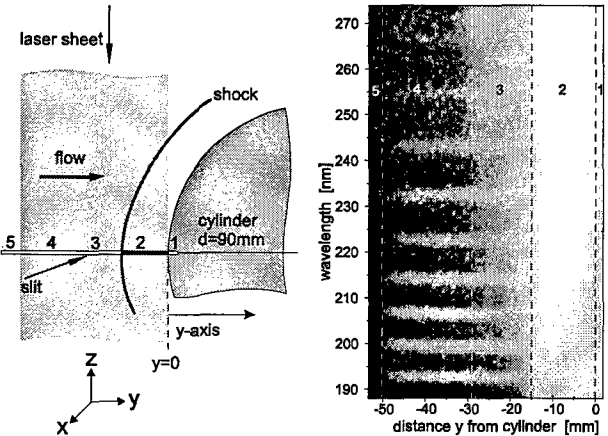 laser sheet
shock
flow
cylinder
d=90mm
5 4 3 2 1
slit
y-axis
y=0
z
y
x
wavelength [nm]
270
260
250
240
230
220
210
200
190
5 4 3 2 1
-50 -40 -30 -20 -10 0
distance y from cylinder [mm]